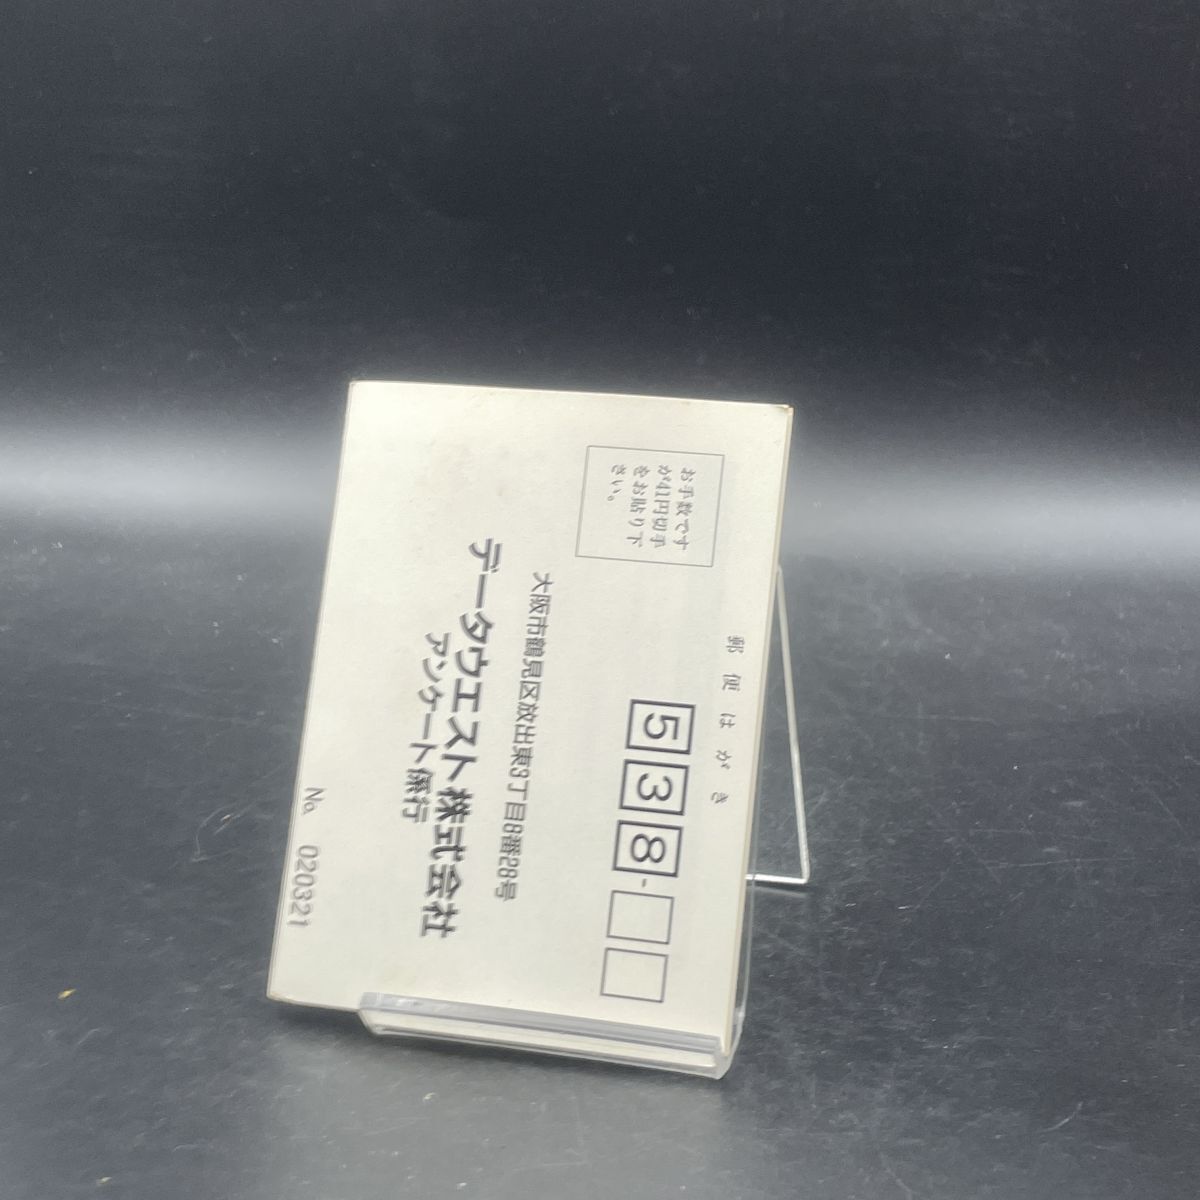 郵便はがき
538-
お手数です
が41円切手
をお貼り下
さい。
大阪市鶴見区放出東3丁目8番28号
データウエスト株式会社
アンケート係行
No. 020321